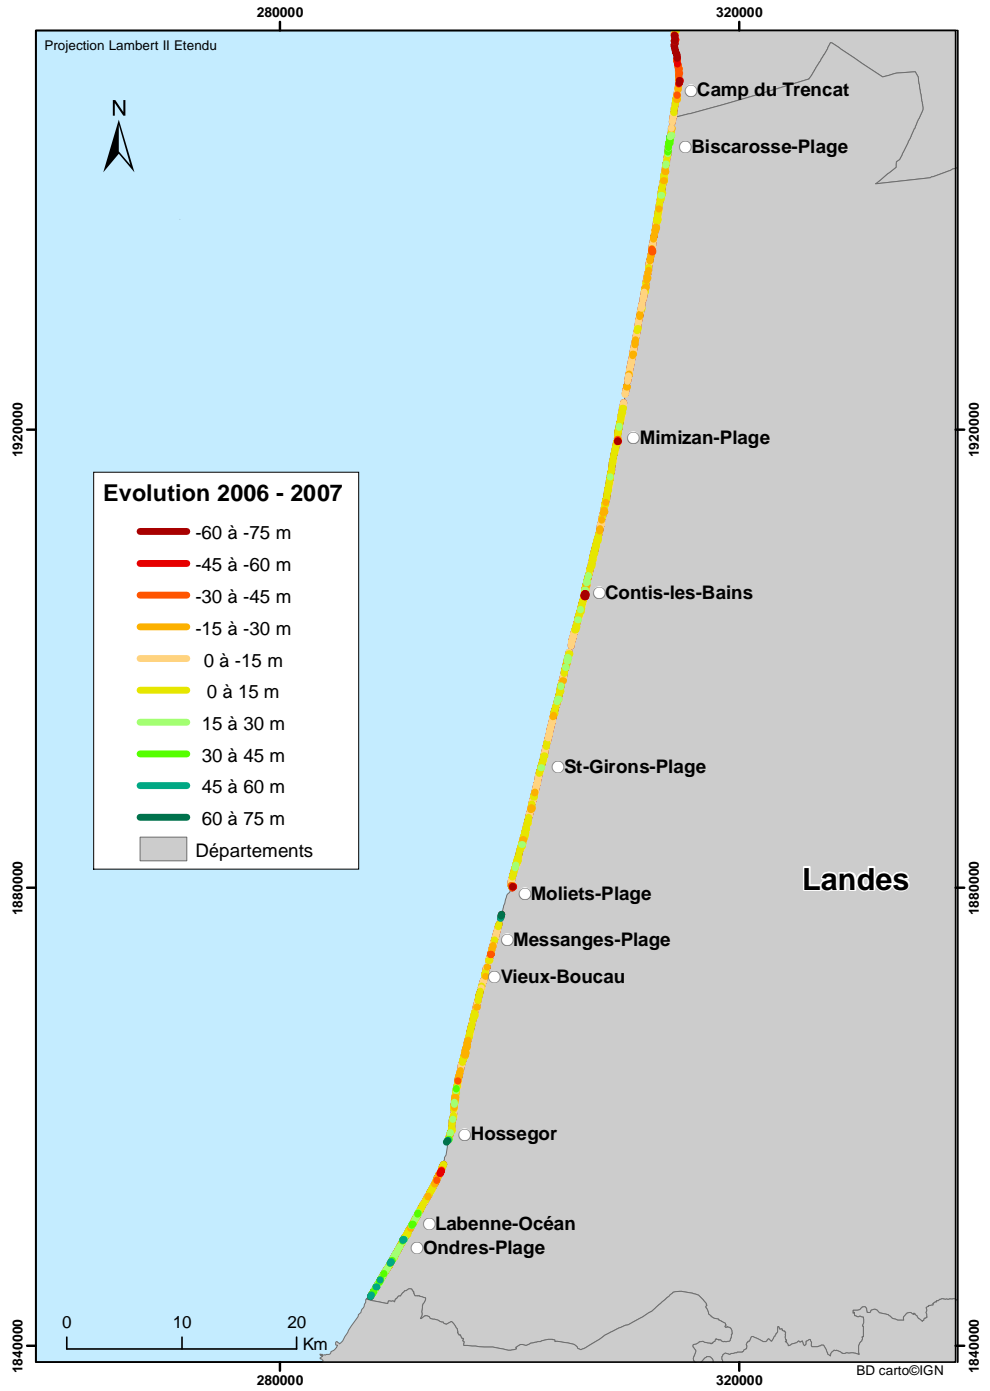 280000
320000
Projection Lambert II Etendu
N
Camp du Trencat
Biscarosse-Plage
1920000
1920000
Mimizan-Plage
Evolution 2006 - 2007
-60 à -75 m
-45 à -60 m
-30 à -45 m
-15 à -30 m
0 à -15 m
0 à 15 m
15 à 30 m
30 à 45 m
45 à 60 m
60 à 75 m
Départements
Contis-les-Bains
St-Girons-Plage
Landes
1880000
1880000
Moliets-Plage
Messanges-Plage
Vieux-Boucau
Hossegor
Labenne-Océan
Ondres-Plage
0 10 20
Km
1840000
1840000
BD carto©IGN
280000
320000